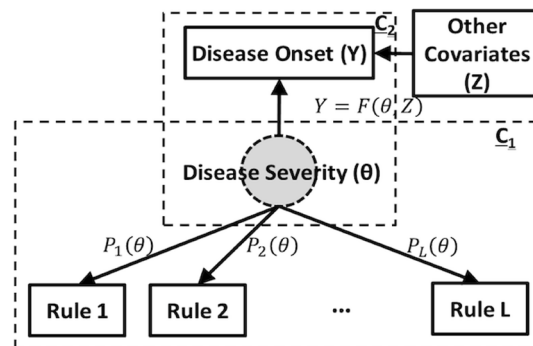 C2
Disease Onset (Y)
Other
Covariates
(Z)
Y = F(θ, Z)
C1
Disease Severity (θ)
P1(θ)
P2(θ)
PL(θ)
Rule 1
Rule 2
...
Rule L